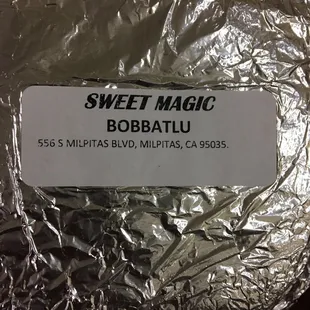 SWEET MAGIC
BOBBATLU
556 S MILPITAS BLVD, MILPITAS, CA 95035.